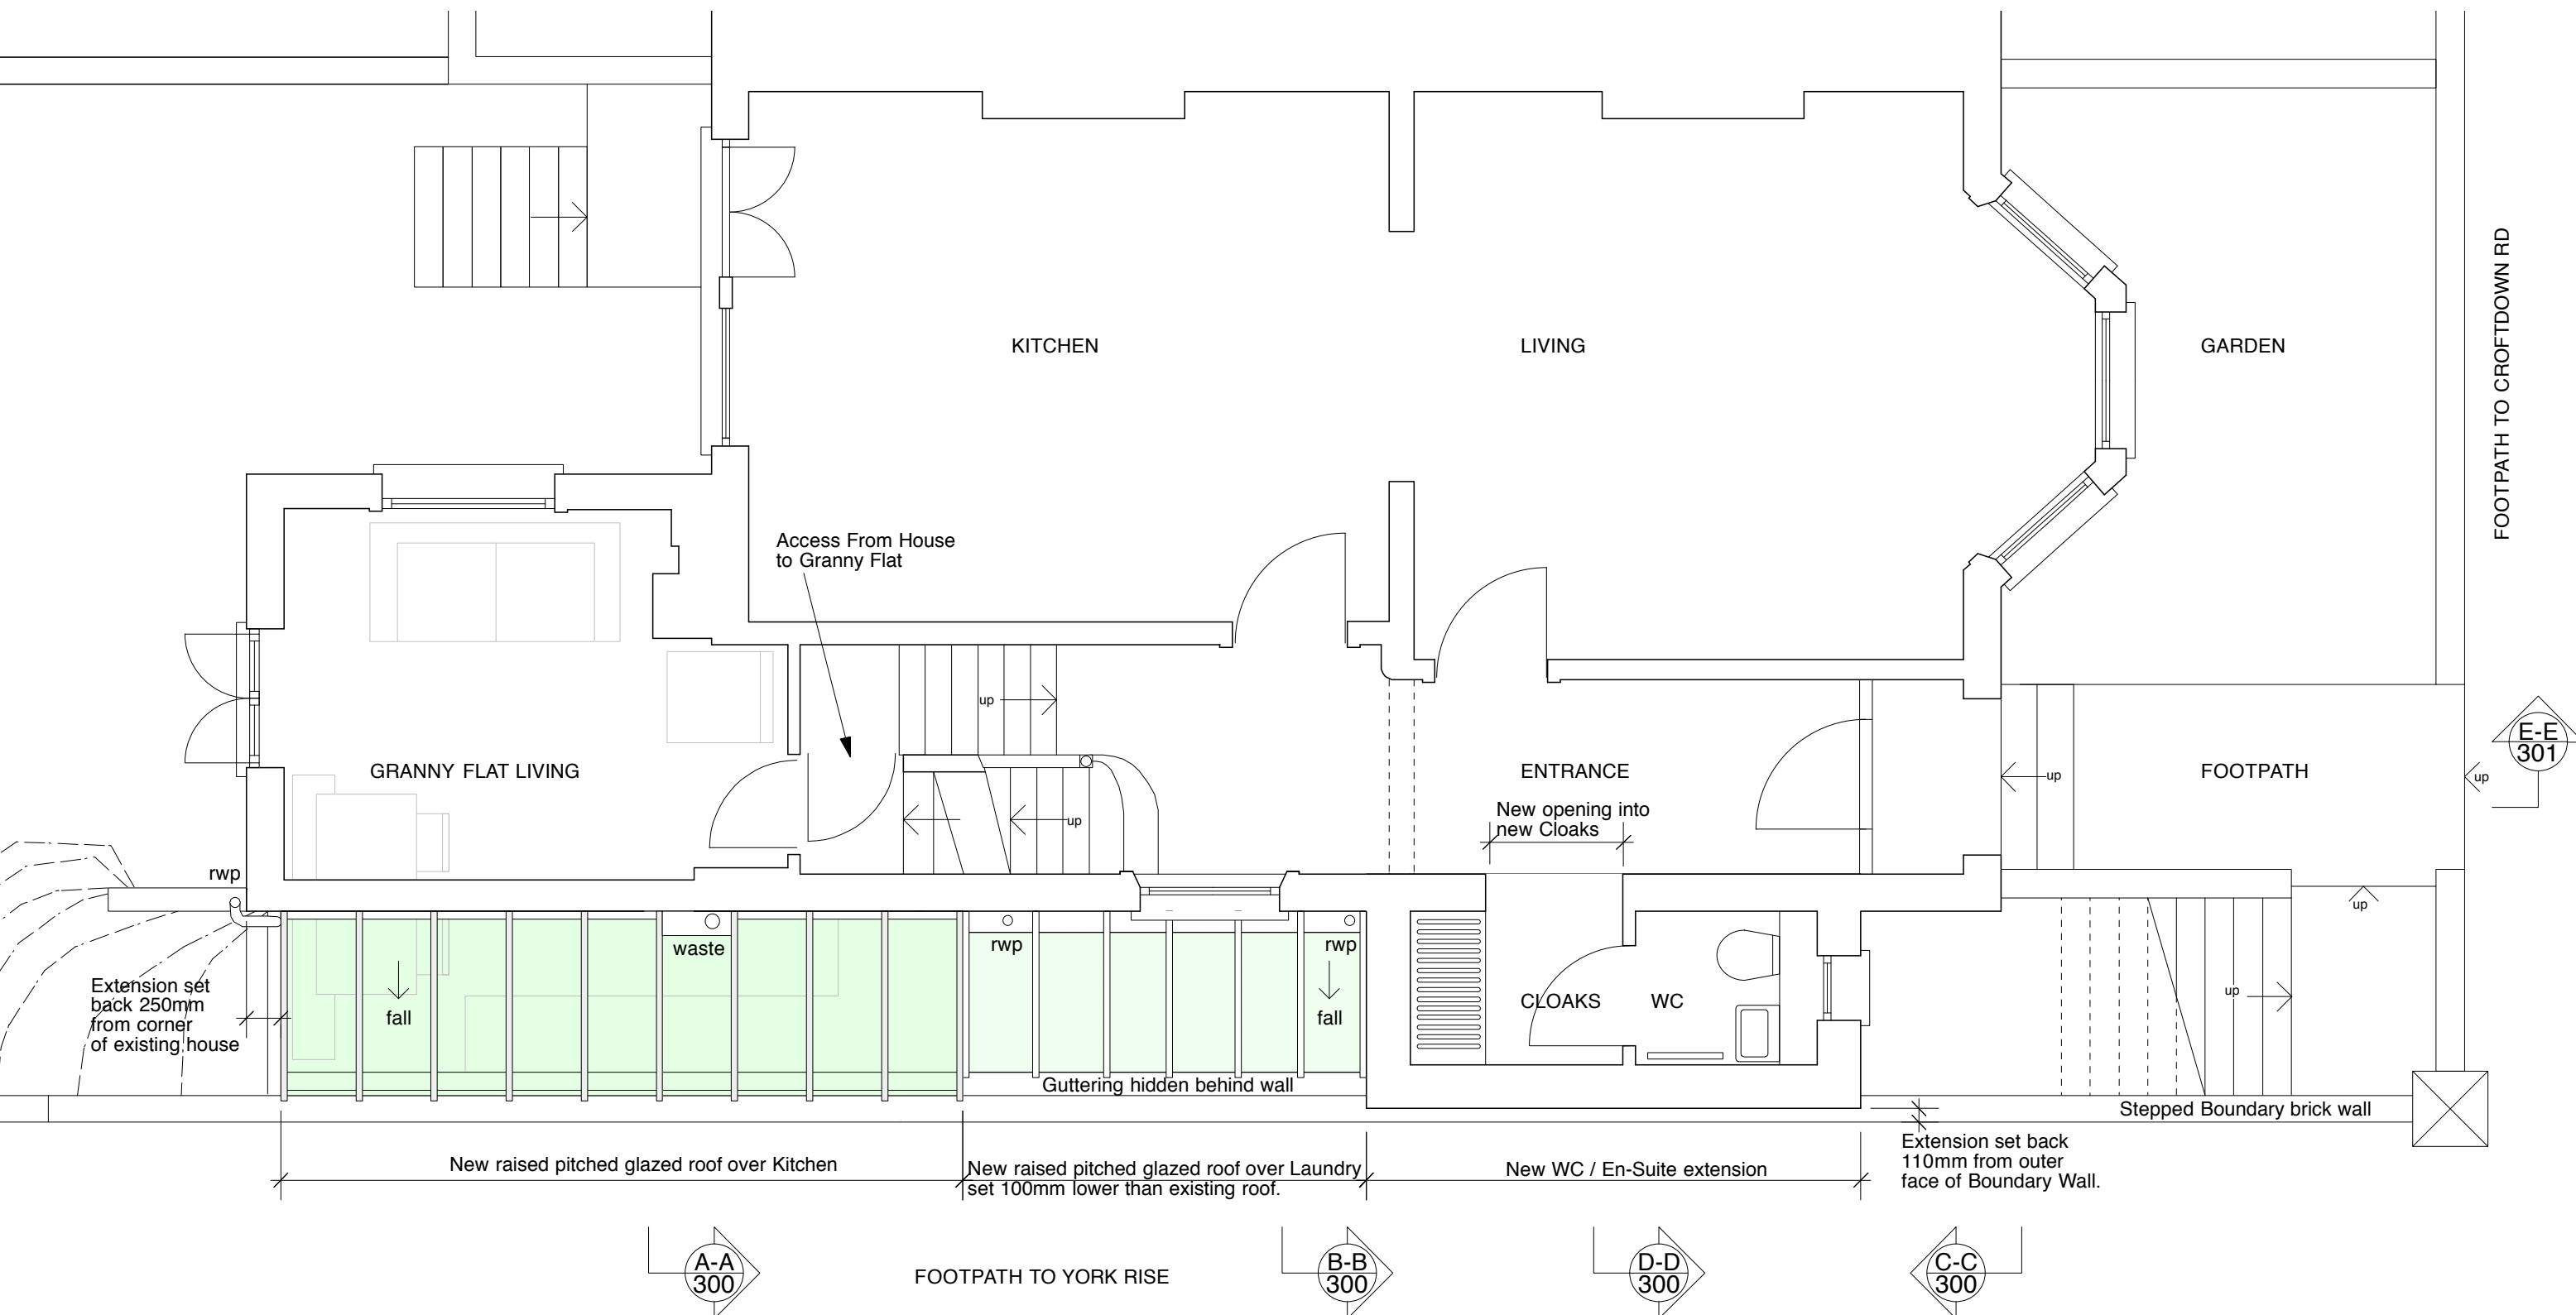 KITCHEN
LIVING
GARDEN
FOOTPATH TO CROFTDOWN RD
Access From House
to Granny Flat
up
E-E
301
GRANNY FLAT LIVING
ENTRANCE
up
FOOTPATH
up
New opening into
new Cloaks
up
rwp
up
waste
rwp
rwp
up
Extension set
back 250mm
from corner
of existing house
fall
fall
CLOAKS
WC
Guttering hidden behind wall
Stepped Boundary brick wall
New raised pitched glazed roof over Kitchen
New raised pitched glazed roof over Laundry
set 100mm lower than existing roof.
New WC / En-Suite extension
Extension set back
110mm from outer
face of Boundary Wall.
A-A
300
FOOTPATH TO YORK RISE
B-B
300
D-D
300
C-C
300